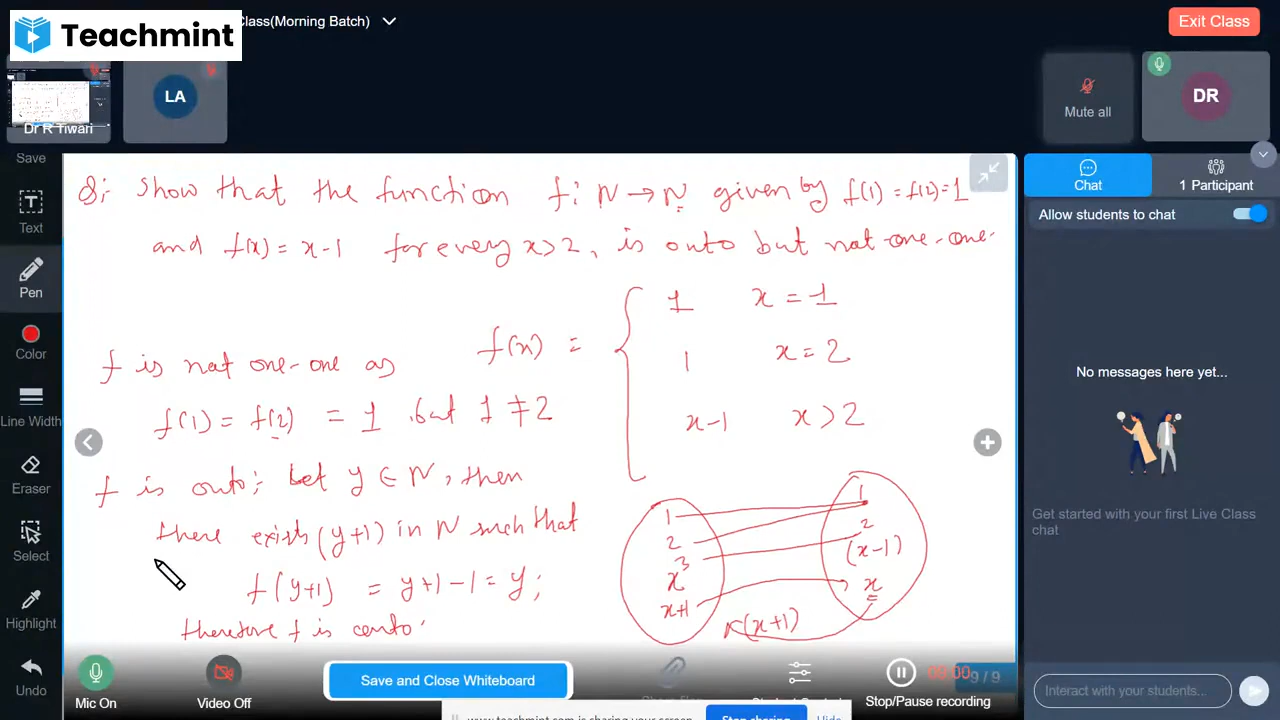 Teachmint
Class(Morning Batch)
Exit Class
LA
Dr R Tiwari
Mute all
DR
Save
Text
Pen
Color
Line Width
Eraser
Select
Highlight
Undo
Chat
1 Participant
Allow students to chat
No messages here yet...
Get started with your first Live Class
chat
Interact with your students...
Q: Show that the function f: N → N given by f(1) = f(2) = 1
and f(x) = x-1 for every x>2, is onto but not one-one.
f(x) =
1 x = 1
1 x = 2
x-1 x > 2
f is not one-one as
f(1) = f(2) = 1 but 1 ≠ 2
f is onto; Let y ∈ N, then
there exists (y+1) in N such that
f(y+1) = y+1-1 = y;
therefore f is onto.
1
2
3
x
x+1
1
2
(x-1)
x
(x+1)
Mic On
Video Off
Save and Close Whiteboard
00:00
9 / 9
Stop/Pause recording
www.teachmint.com is sharing your screen.
Stop sharing
Hide